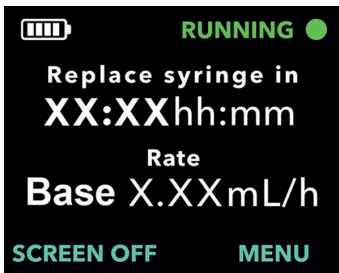 RUNNING
Replace syringe in
XX:XXhh:mm
Rate
Base X.XXmL/h
SCREEN OFF MENU